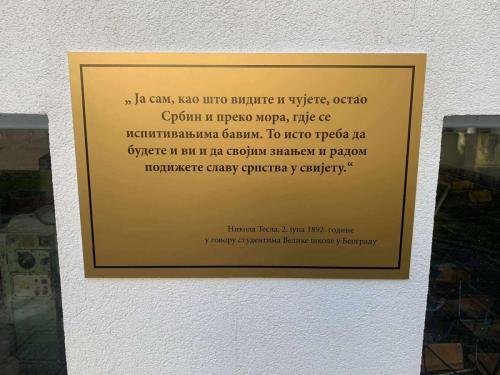 „Ја сам, као што видите и чујете, остао
Србин и преко мора, гдје се
испитивањима бавим. То исто треба да
будете и ви и да својим знањем и радом
подижете славу српства у свијету.“
Никола Тесла, 2. јуна 1892. године
у говору студентима Велике школе у Београду